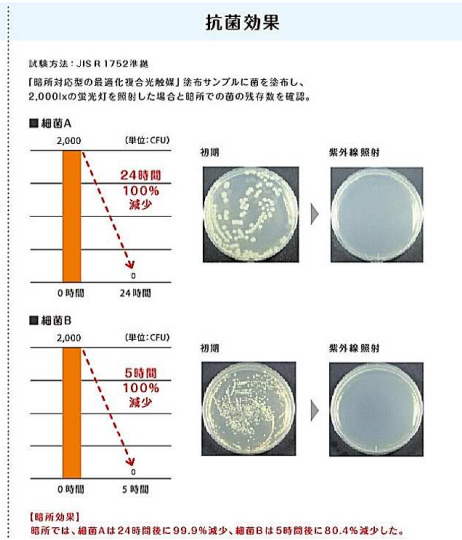 抗菌効果
試験方法：JIS R 1752準拠
「暗所対応型の最適化複合光触媒」塗布サンプルに菌を塗布し、
2,000lxの蛍光灯を照射した場合と暗所での菌の残存数を確認。
■細菌A
2,000 (単位：CFU)
24時間
100%
減少
0
0時間 24時間
初期 紫外線照射
■細菌B
2,000 (単位：CFU)
5時間
100%
減少
0
0時間 5時間
初期 紫外線照射
【暗所効果】
暗所では、細菌Aは24時間後に99.9%減少、細菌Bは5時間後に80.4%減少した。